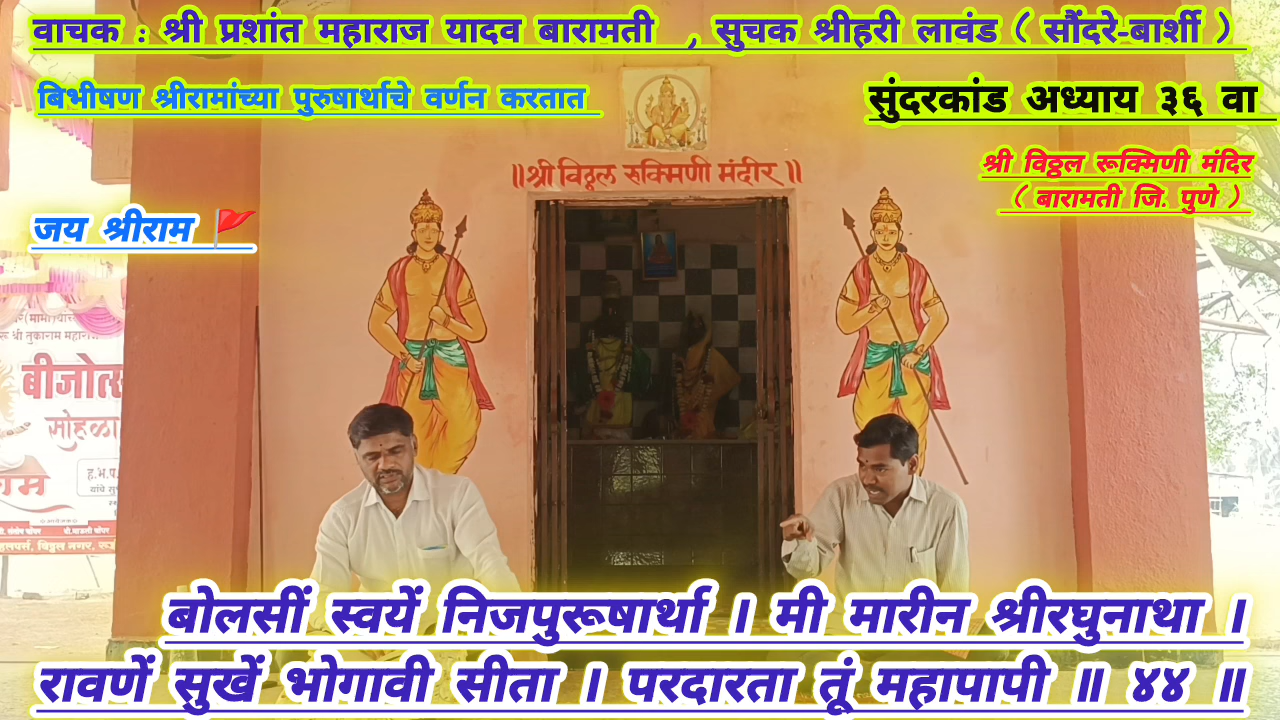 वाचक : श्री प्रशांत महाराज यादव बारामती , सुचक श्रीहरी लावंड ( सौंदरे-बार्शी )
बिभीषण श्रीरामांच्या पुरुषार्थाचे वर्णन करतात
सुंदरकांड अध्याय ३६ वा
श्री विठ्ठल रूक्मिणी मंदिर
( बारामती जि. पुणे )
॥श्री विठ्ठल रुक्मिणी मंदीर॥
जय श्रीराम 🚩
श्री तुकाराम
बीजोत्स
सोहळा
ह.भ.प.
बोलसीं स्वयें निजपुरूषार्था । मी मारीन श्रीरघुनाथा ।
रावणें सुखें भोगावी सीता । परदारता तूं महापापी ॥ ४४ ॥